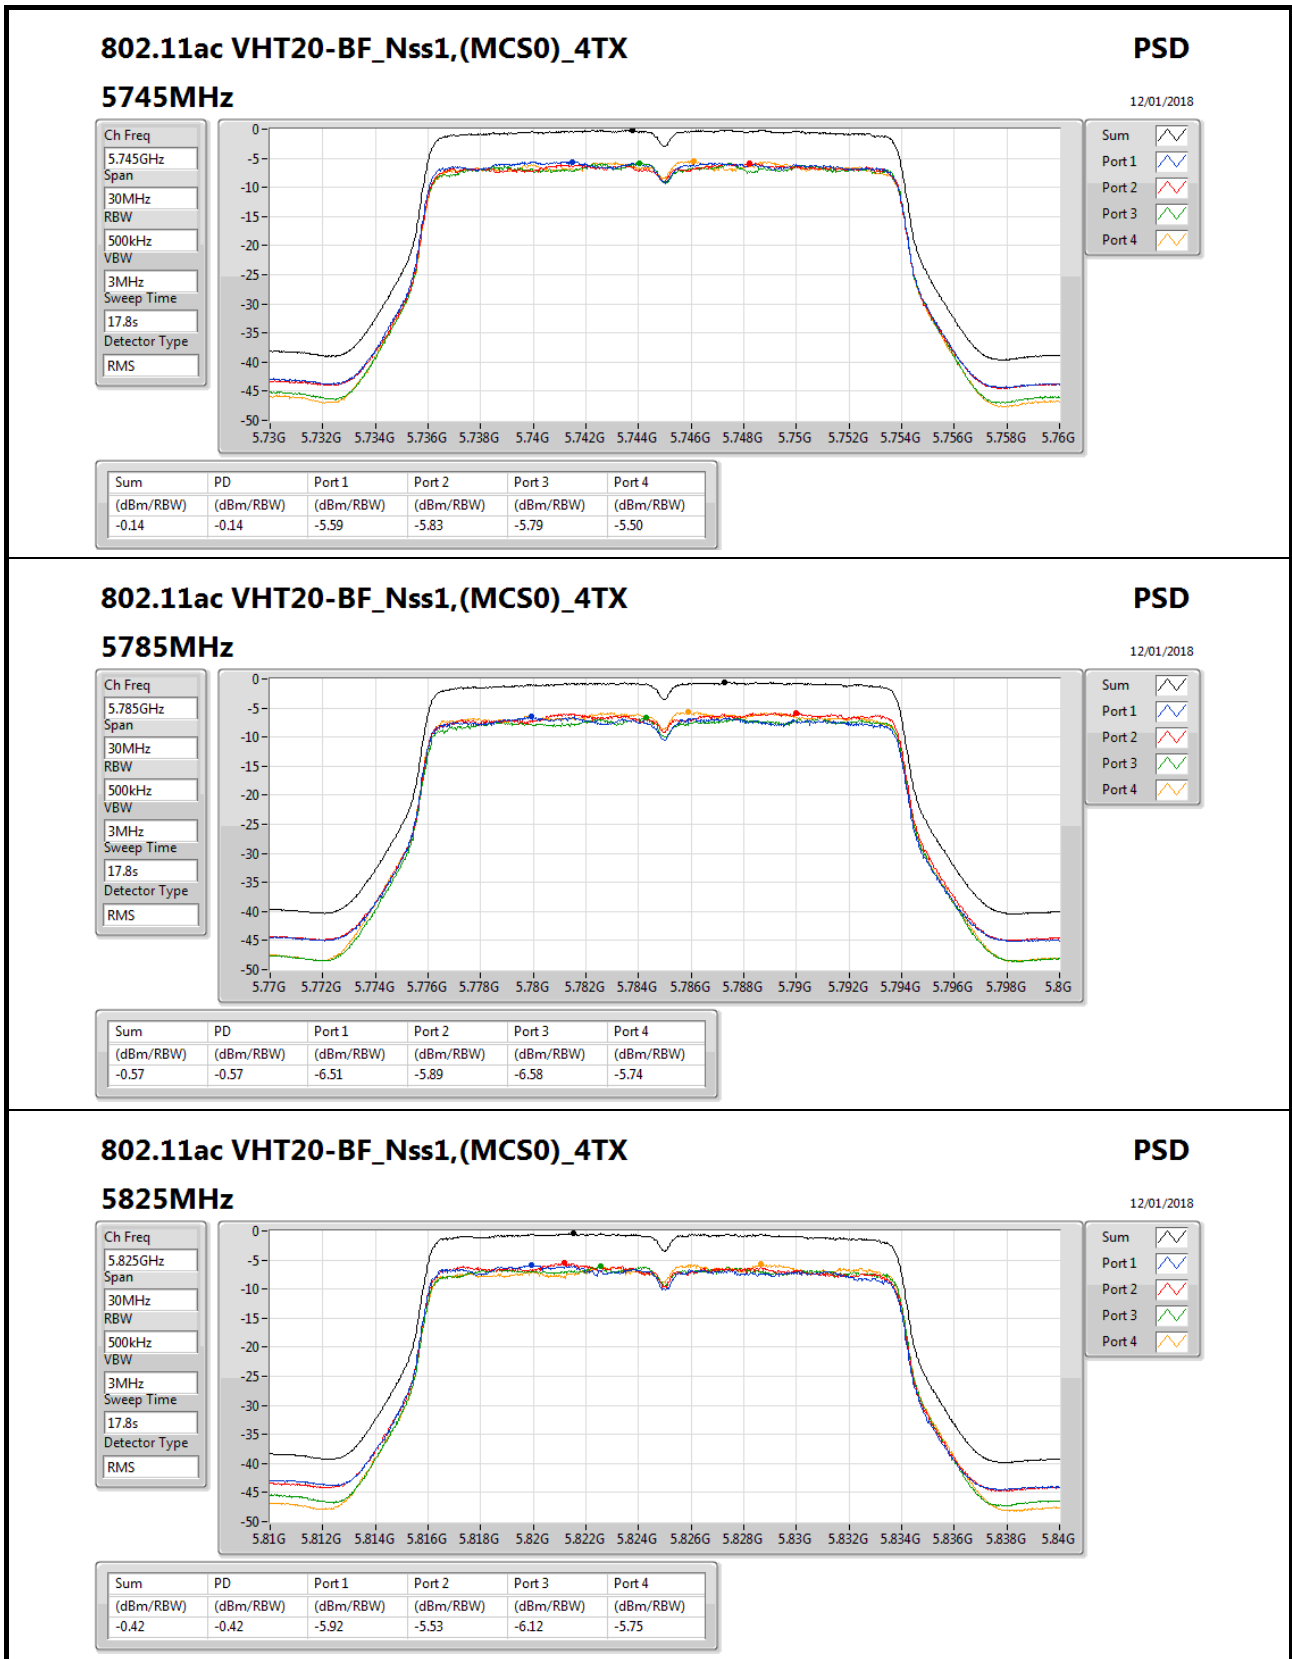 802.11ac VHT20-BF_Nss1,(MCS0)_4TX PSD
5745MHz 12/01/2018
Ch Freq
5.745GHz
Span
30MHz
RBW
500kHz
VBW
3MHz
Sweep Time
17.8s
Detector Type
RMS
0
-5
-10
-15
-20
-25
-30
-35
-40
-45
-50
5.73G 5.732G 5.734G 5.736G 5.738G 5.74G 5.742G 5.744G 5.746G 5.748G 5.75G 5.752G 5.754G 5.756G 5.758G 5.76G
Sum
Port 1
Port 2
Port 3
Port 4
Sum PD Port 1 Port 2 Port 3 Port 4
(dBm/RBW) (dBm/RBW) (dBm/RBW) (dBm/RBW) (dBm/RBW) (dBm/RBW)
-0.14 -0.14 -5.59 -5.83 -5.79 -5.50
802.11ac VHT20-BF_Nss1,(MCS0)_4TX PSD
5785MHz 12/01/2018
Ch Freq
5.785GHz
Span
30MHz
RBW
500kHz
VBW
3MHz
Sweep Time
17.8s
Detector Type
RMS
0
-5
-10
-15
-20
-25
-30
-35
-40
-45
-50
5.77G 5.772G 5.774G 5.776G 5.778G 5.78G 5.782G 5.784G 5.786G 5.788G 5.79G 5.792G 5.794G 5.796G 5.798G 5.8G
Sum
Port 1
Port 2
Port 3
Port 4
Sum PD Port 1 Port 2 Port 3 Port 4
(dBm/RBW) (dBm/RBW) (dBm/RBW) (dBm/RBW) (dBm/RBW) (dBm/RBW)
-0.57 -0.57 -6.51 -5.89 -6.58 -5.74
802.11ac VHT20-BF_Nss1,(MCS0)_4TX PSD
5825MHz 12/01/2018
Ch Freq
5.825GHz
Span
30MHz
RBW
500kHz
VBW
3MHz
Sweep Time
17.8s
Detector Type
RMS
0
-5
-10
-15
-20
-25
-30
-35
-40
-45
-50
5.81G 5.812G 5.814G 5.816G 5.818G 5.82G 5.822G 5.824G 5.826G 5.828G 5.83G 5.832G 5.834G 5.836G 5.838G 5.84G
Sum
Port 1
Port 2
Port 3
Port 4
Sum PD Port 1 Port 2 Port 3 Port 4
(dBm/RBW) (dBm/RBW) (dBm/RBW) (dBm/RBW) (dBm/RBW) (dBm/RBW)
-0.42 -0.42 -5.92 -5.53 -6.12 -5.75